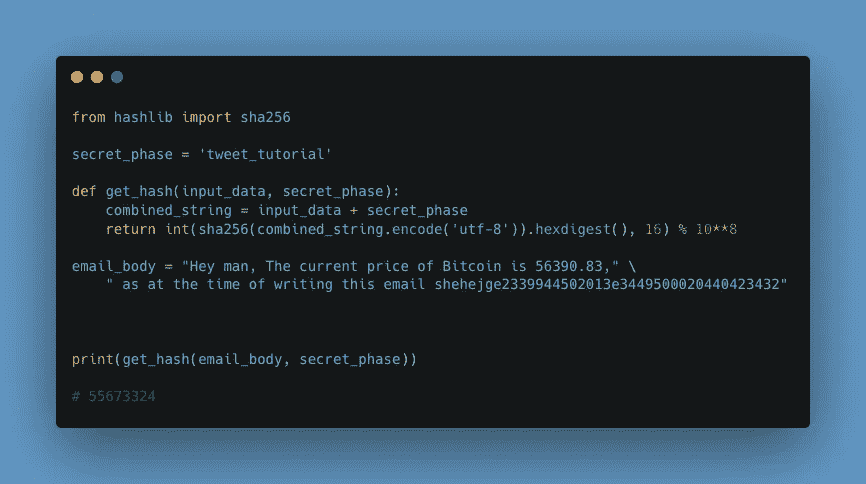 from hashlib import sha256
secret_phase = 'tweet_tutorial'
def get_hash(input_data, secret_phase):
    combined_string = input_data + secret_phase
    return int(sha256(combined_string.encode('utf-8')).hexdigest(), 16) % 10**8
email_body = "Hey man, The current price of Bitcoin is 56390.83," \
    " as at the time of writing this email shehejge2339944502013e3449500020440423432"
print(get_hash(email_body, secret_phase))
# 55673324